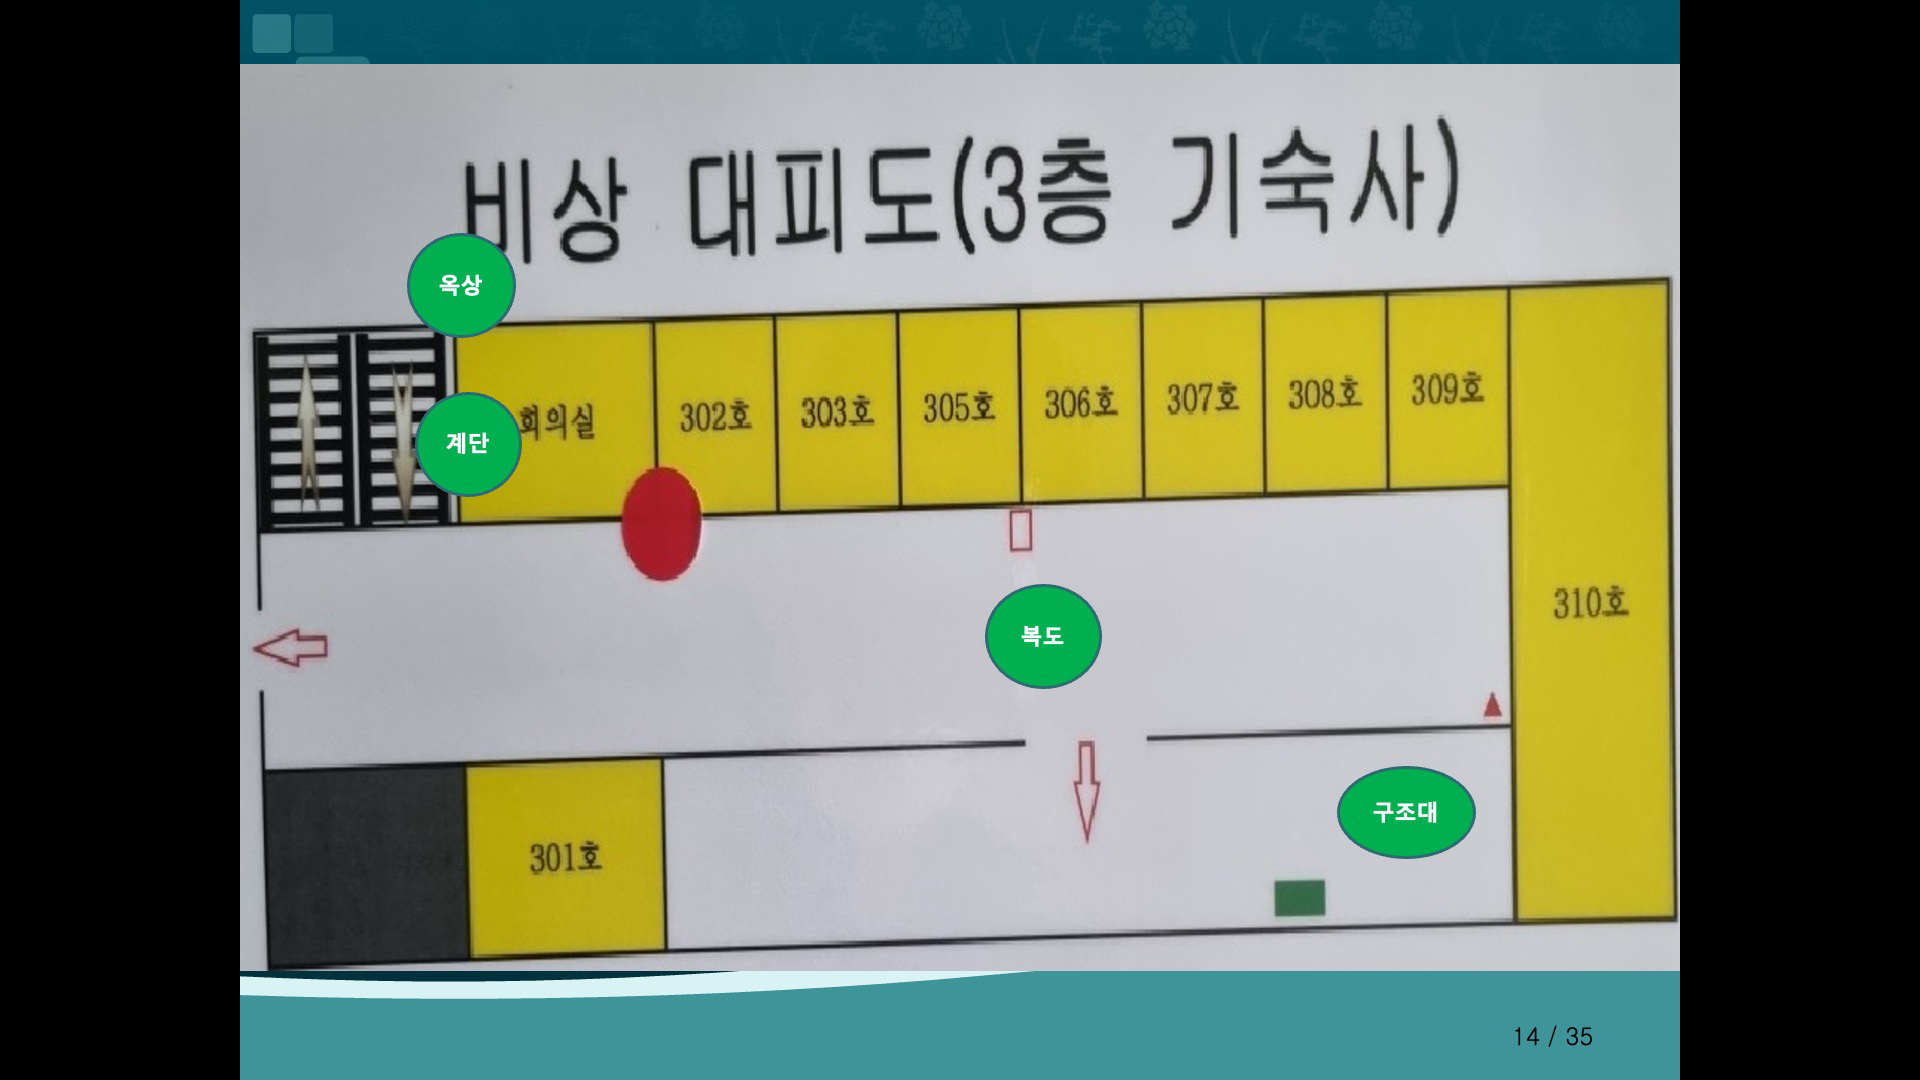 비상 대피도(3층 기숙사)
옥상
계단
회의실
302호
303호
305호
306호
307호
308호
309호
310호
복도
구조대
301호
14 / 35